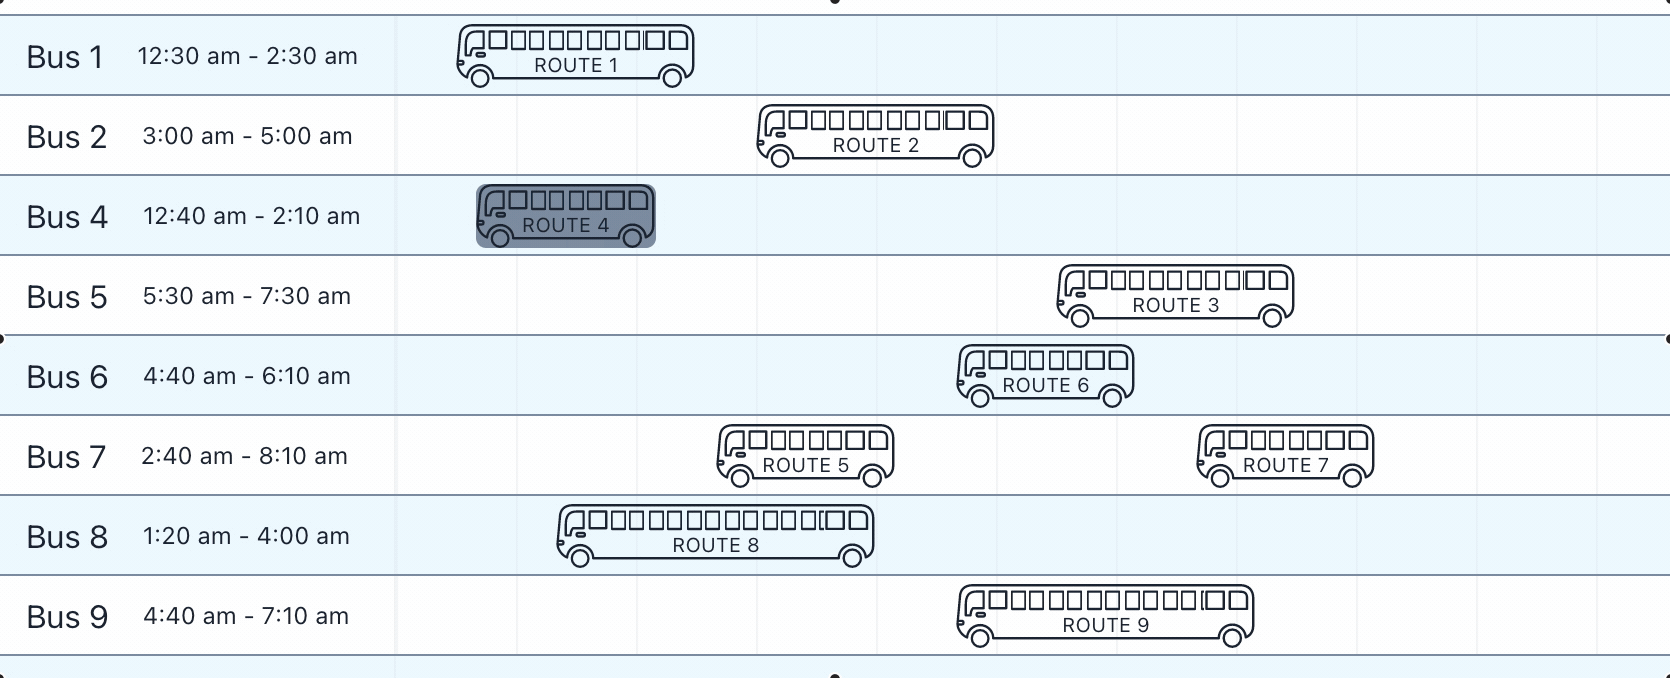 Bus 1 12:30 am - 2:30 am ROUTE 1
Bus 2 3:00 am - 5:00 am ROUTE 2
Bus 4 12:40 am - 2:10 am ROUTE 4
Bus 5 5:30 am - 7:30 am ROUTE 3
Bus 6 4:40 am - 6:10 am ROUTE 6
Bus 7 2:40 am - 8:10 am ROUTE 5 ROUTE 7
Bus 8 1:20 am - 4:00 am ROUTE 8
Bus 9 4:40 am - 7:10 am ROUTE 9